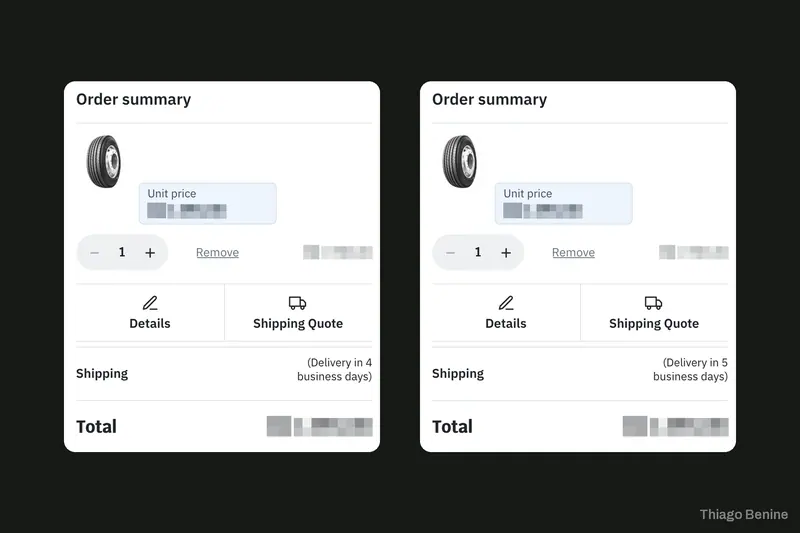 Order summary
Unit price
1
Remove
Details
Shipping Quote
Shipping
(Delivery in 4
business days)
Total
Order summary
Unit price
1
Remove
Details
Shipping Quote
Shipping
(Delivery in 5
business days)
Total
Thiago Benine